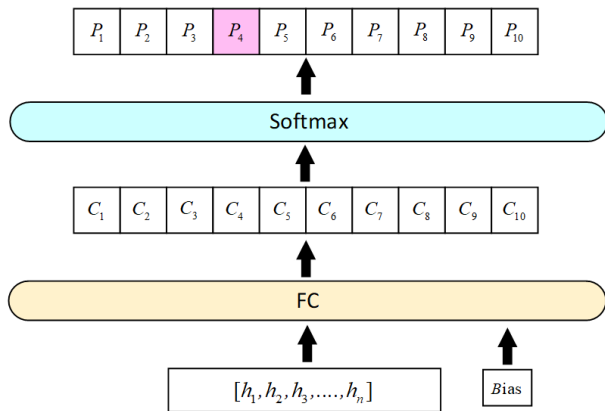 P1 P2 P3 P4 P5 P6 P7 P8 P9 P10
Softmax
C1 C2 C3 C4 C5 C6 C7 C8 C9 C10
FC
[h1, h2, h3, ...., hn]
Bias